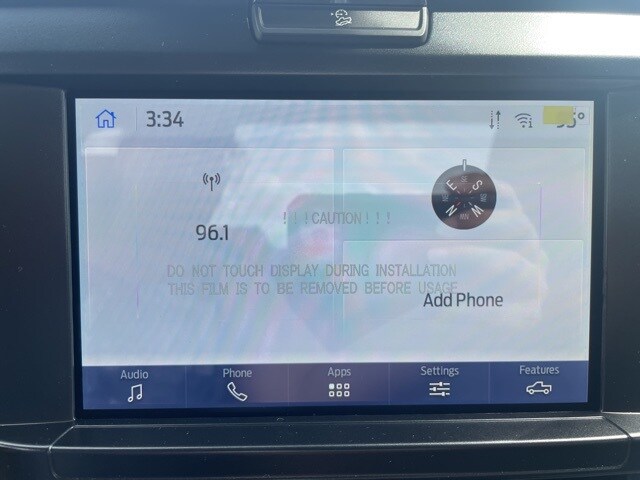 3:34
96.1
E
S
N
W
!!!CAUTION!!!
DO NOT TOUCH DISPLAY DURING INSTALLATION
THIS FILM IS TO BE REMOVED BEFORE USAGE
Add Phone
Audio
Phone
Apps
Settings
Features